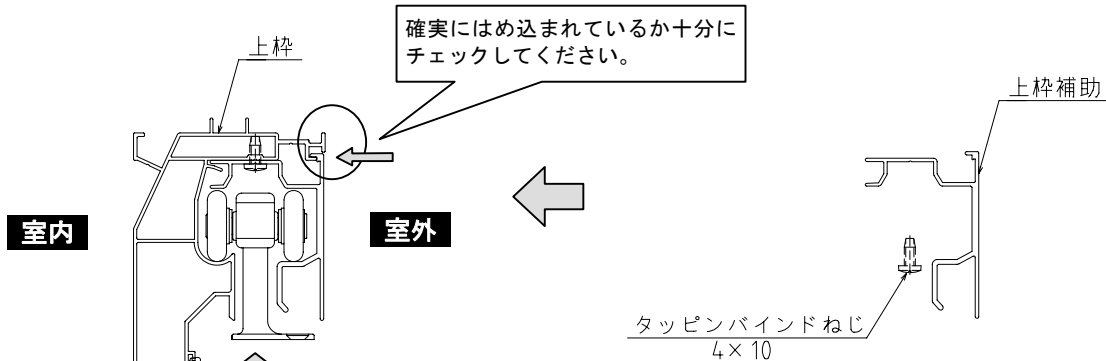 確実にはめ込まれているか十分に
チェックしてください。
上枠
上枠補助
室内
室外
タッピンバインドねじ
4×10